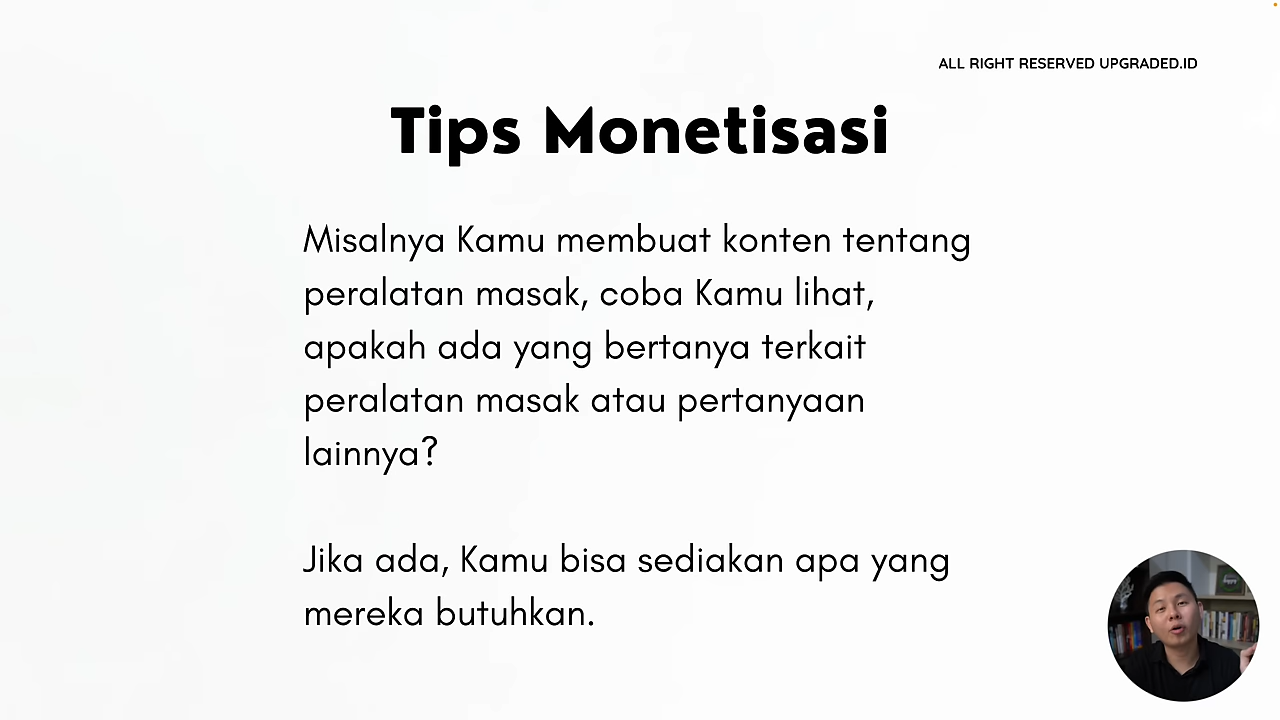 ALL RIGHT RESERVED UPGRADED.ID
Tips Monetisasi
Misalnya Kamu membuat konten tentang
peralatan masak, coba Kamu lihat,
apakah ada yang bertanya terkait
peralatan masak atau pertanyaan
lainnya?
Jika ada, Kamu bisa sediakan apa yang
mereka butuhkan.